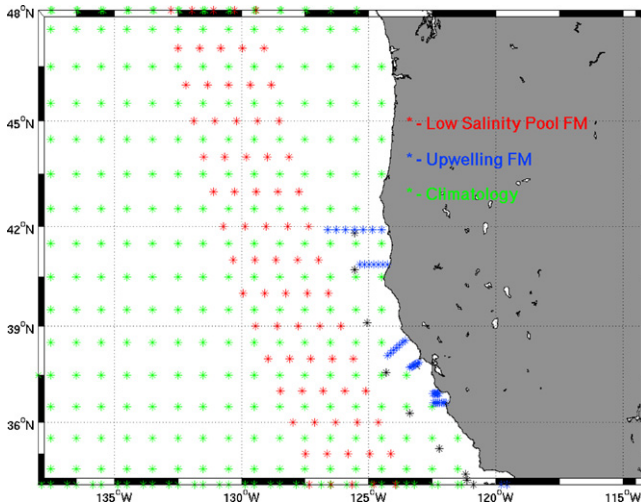 48°N
45°N
42°N
39°N
36°N
* - Low Salinity Pool FM
* - Upwelling FM
* - Climatology
135°W
130°W
125°W
120°W
115°W